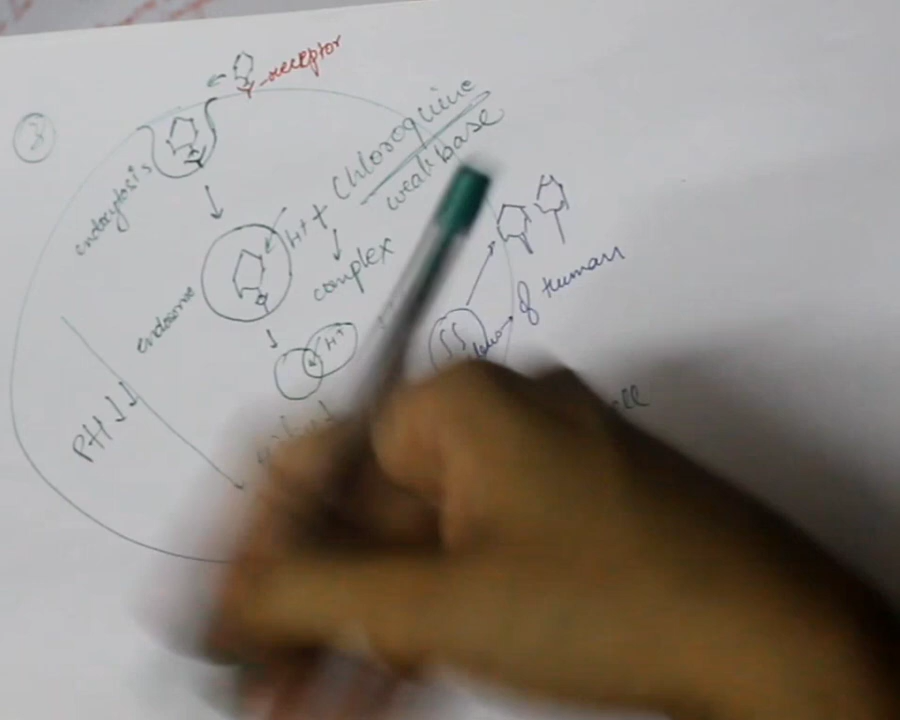 3
receptor
endocytosis
H+ + Chloroquine
weak base
complex
endosome
H+
PH↓↓
of Human